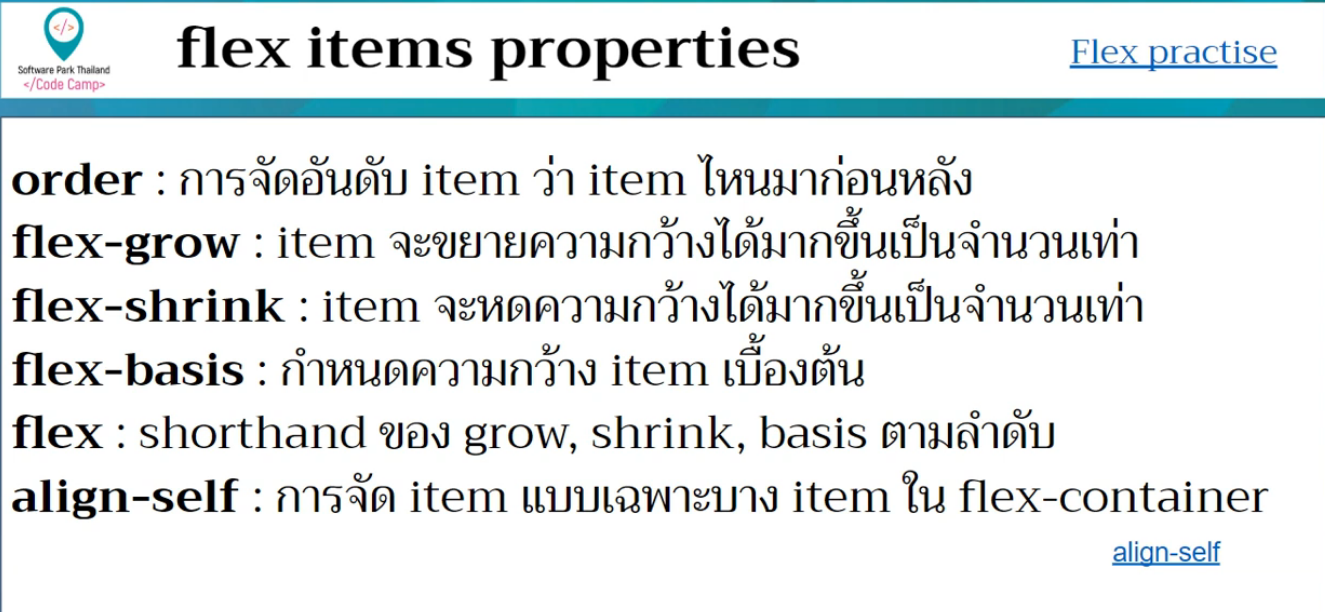 </>
Software Park Thailand
</Code Camp>
flex items properties
Flex practise
order : การจัดอันดับ item ว่า item ไหนมาก่อนหลัง
flex-grow : item จะขยายความกว้างได้มากขึ้นเป็นจำนวนเท่า
flex-shrink : item จะหดความกว้างได้มากขึ้นเป็นจำนวนเท่า
flex-basis : กำหนดความกว้าง item เบื้องต้น
flex : shorthand ของ grow, shrink, basis ตามลำดับ
align-self : การจัด item แบบเฉพาะบาง item ใน flex-container
align-self